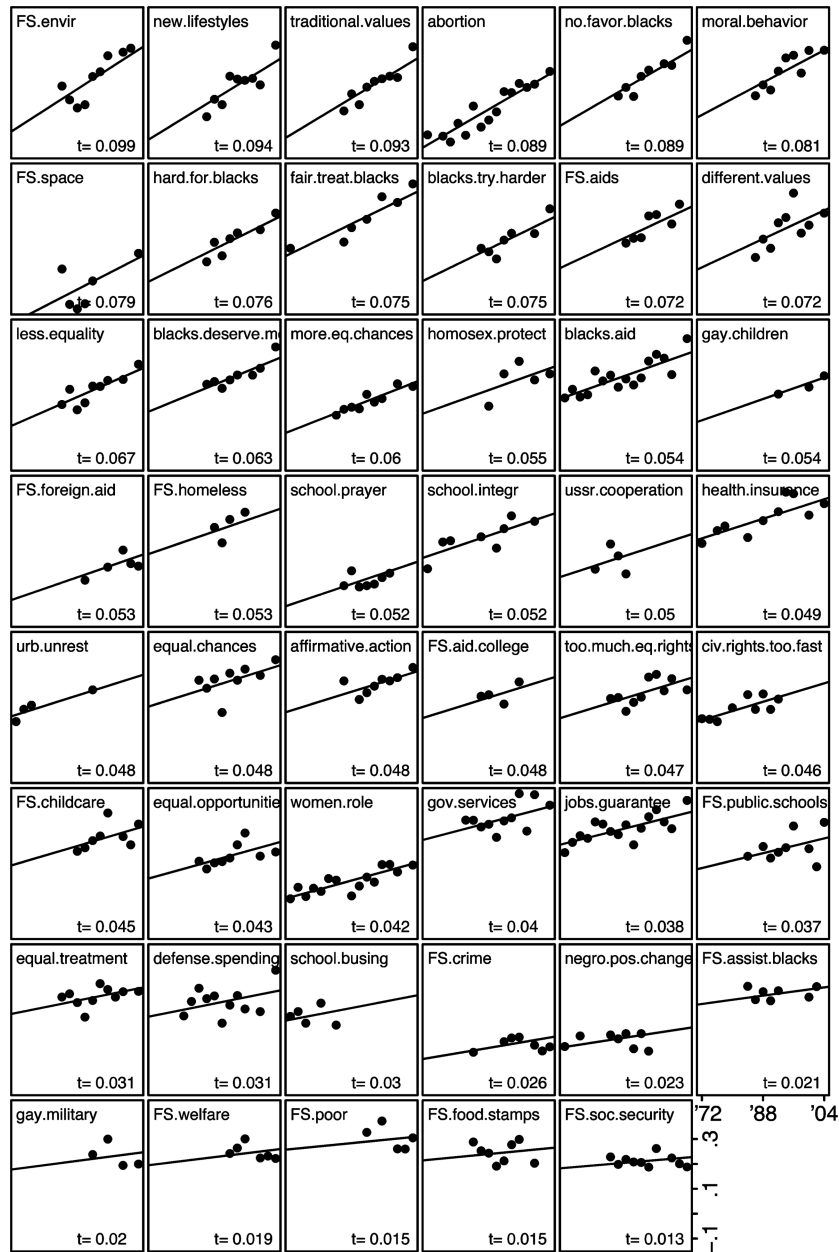 FS.envir new.lifestyles traditional.values abortion no.favor.blacks moral.behavior
t= 0.099 t= 0.094 t= 0.093 t= 0.089 t= 0.089 t= 0.081
FS.space hard.for.blacks fair.treat.blacks blacks.try.harder FS.aids different.values
t= 0.079 t= 0.076 t= 0.075 t= 0.075 t= 0.072 t= 0.072
less.equality blacks.deserve.m more.eq.chances homosex.protect blacks.aid gay.children
t= 0.067 t= 0.063 t= 0.06 t= 0.055 t= 0.054 t= 0.054
FS.foreign.aid FS.homeless school.prayer school.integr ussr.cooperation health.insurance
t= 0.053 t= 0.053 t= 0.052 t= 0.052 t= 0.05 t= 0.049
urb.unrest equal.chances affirmative.action FS.aid.college too.much.eq.rights civ.rights.too.fast
t= 0.048 t= 0.048 t= 0.048 t= 0.048 t= 0.047 t= 0.046
FS.childcare equal.opportunitie women.role gov.services jobs.guarantee FS.public.schools
t= 0.045 t= 0.043 t= 0.042 t= 0.04 t= 0.038 t= 0.037
equal.treatment defense.spending school.busing FS.crime negro.pos.change FS.assist.blacks
t= 0.031 t= 0.031 t= 0.03 t= 0.026 t= 0.023 t= 0.021
gay.military FS.welfare FS.poor FS.food.stamps FS.soc.security '72 '88 '04
t= 0.02 t= 0.019 t= 0.015 t= 0.015 t= 0.013
.3
.1
-.1